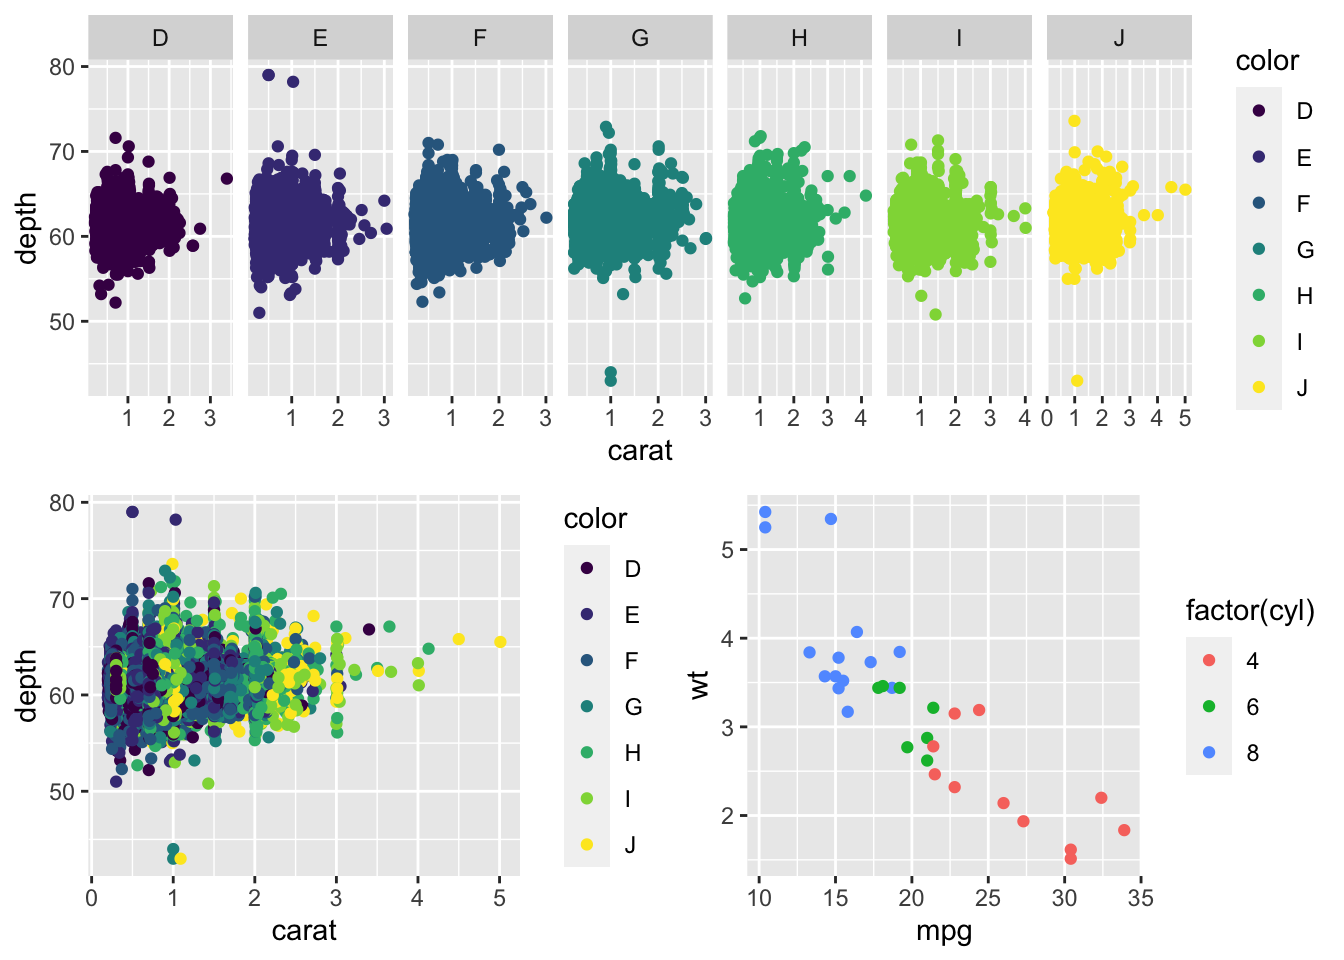 D E F G H I J
color
80
70
60
50
depth
D
E
F
G
H
I
J
1 2 3 1 2 3 1 2 3 1 2 3 1 2 3 4 1 2 3 4 0 1 2 3 4 5
carat
80
70
60
50
depth
0 1 2 3 4 5
carat
color
D
E
F
G
H
I
J
5
4
3
2
wt
10 15 20 25 30 35
mpg
factor(cyl)
4
6
8